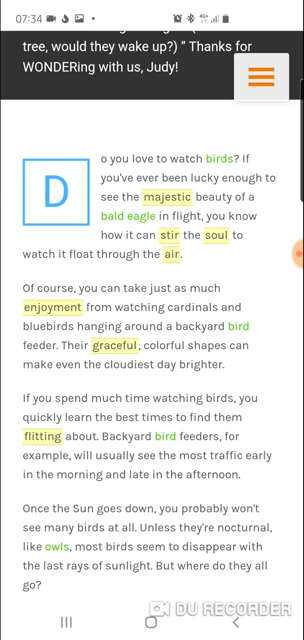 07:34
tree, would they wake up?) ” Thanks for
WONDERing with us, Judy!
Do you love to watch birds? If
you've ever been lucky enough to
see the majestic beauty of a
bald eagle in flight, you know
how it can stir the soul to
watch it float through the air.
Of course, you can take just as much
enjoyment from watching cardinals and
bluebirds hanging around a backyard bird
feeder. Their graceful, colorful shapes can
make even the cloudiest day brighter.
If you spend much time watching birds, you
quickly learn the best times to find them
flitting about. Backyard bird feeders, for
example, will usually see the most traffic early
in the morning and late in the afternoon.
Once the Sun goes down, you probably won't
see many birds at all. Unless they're nocturnal,
like owls, most birds seem to disappear with
the last rays of sunlight. But where do they all
go?
DU RECORDER